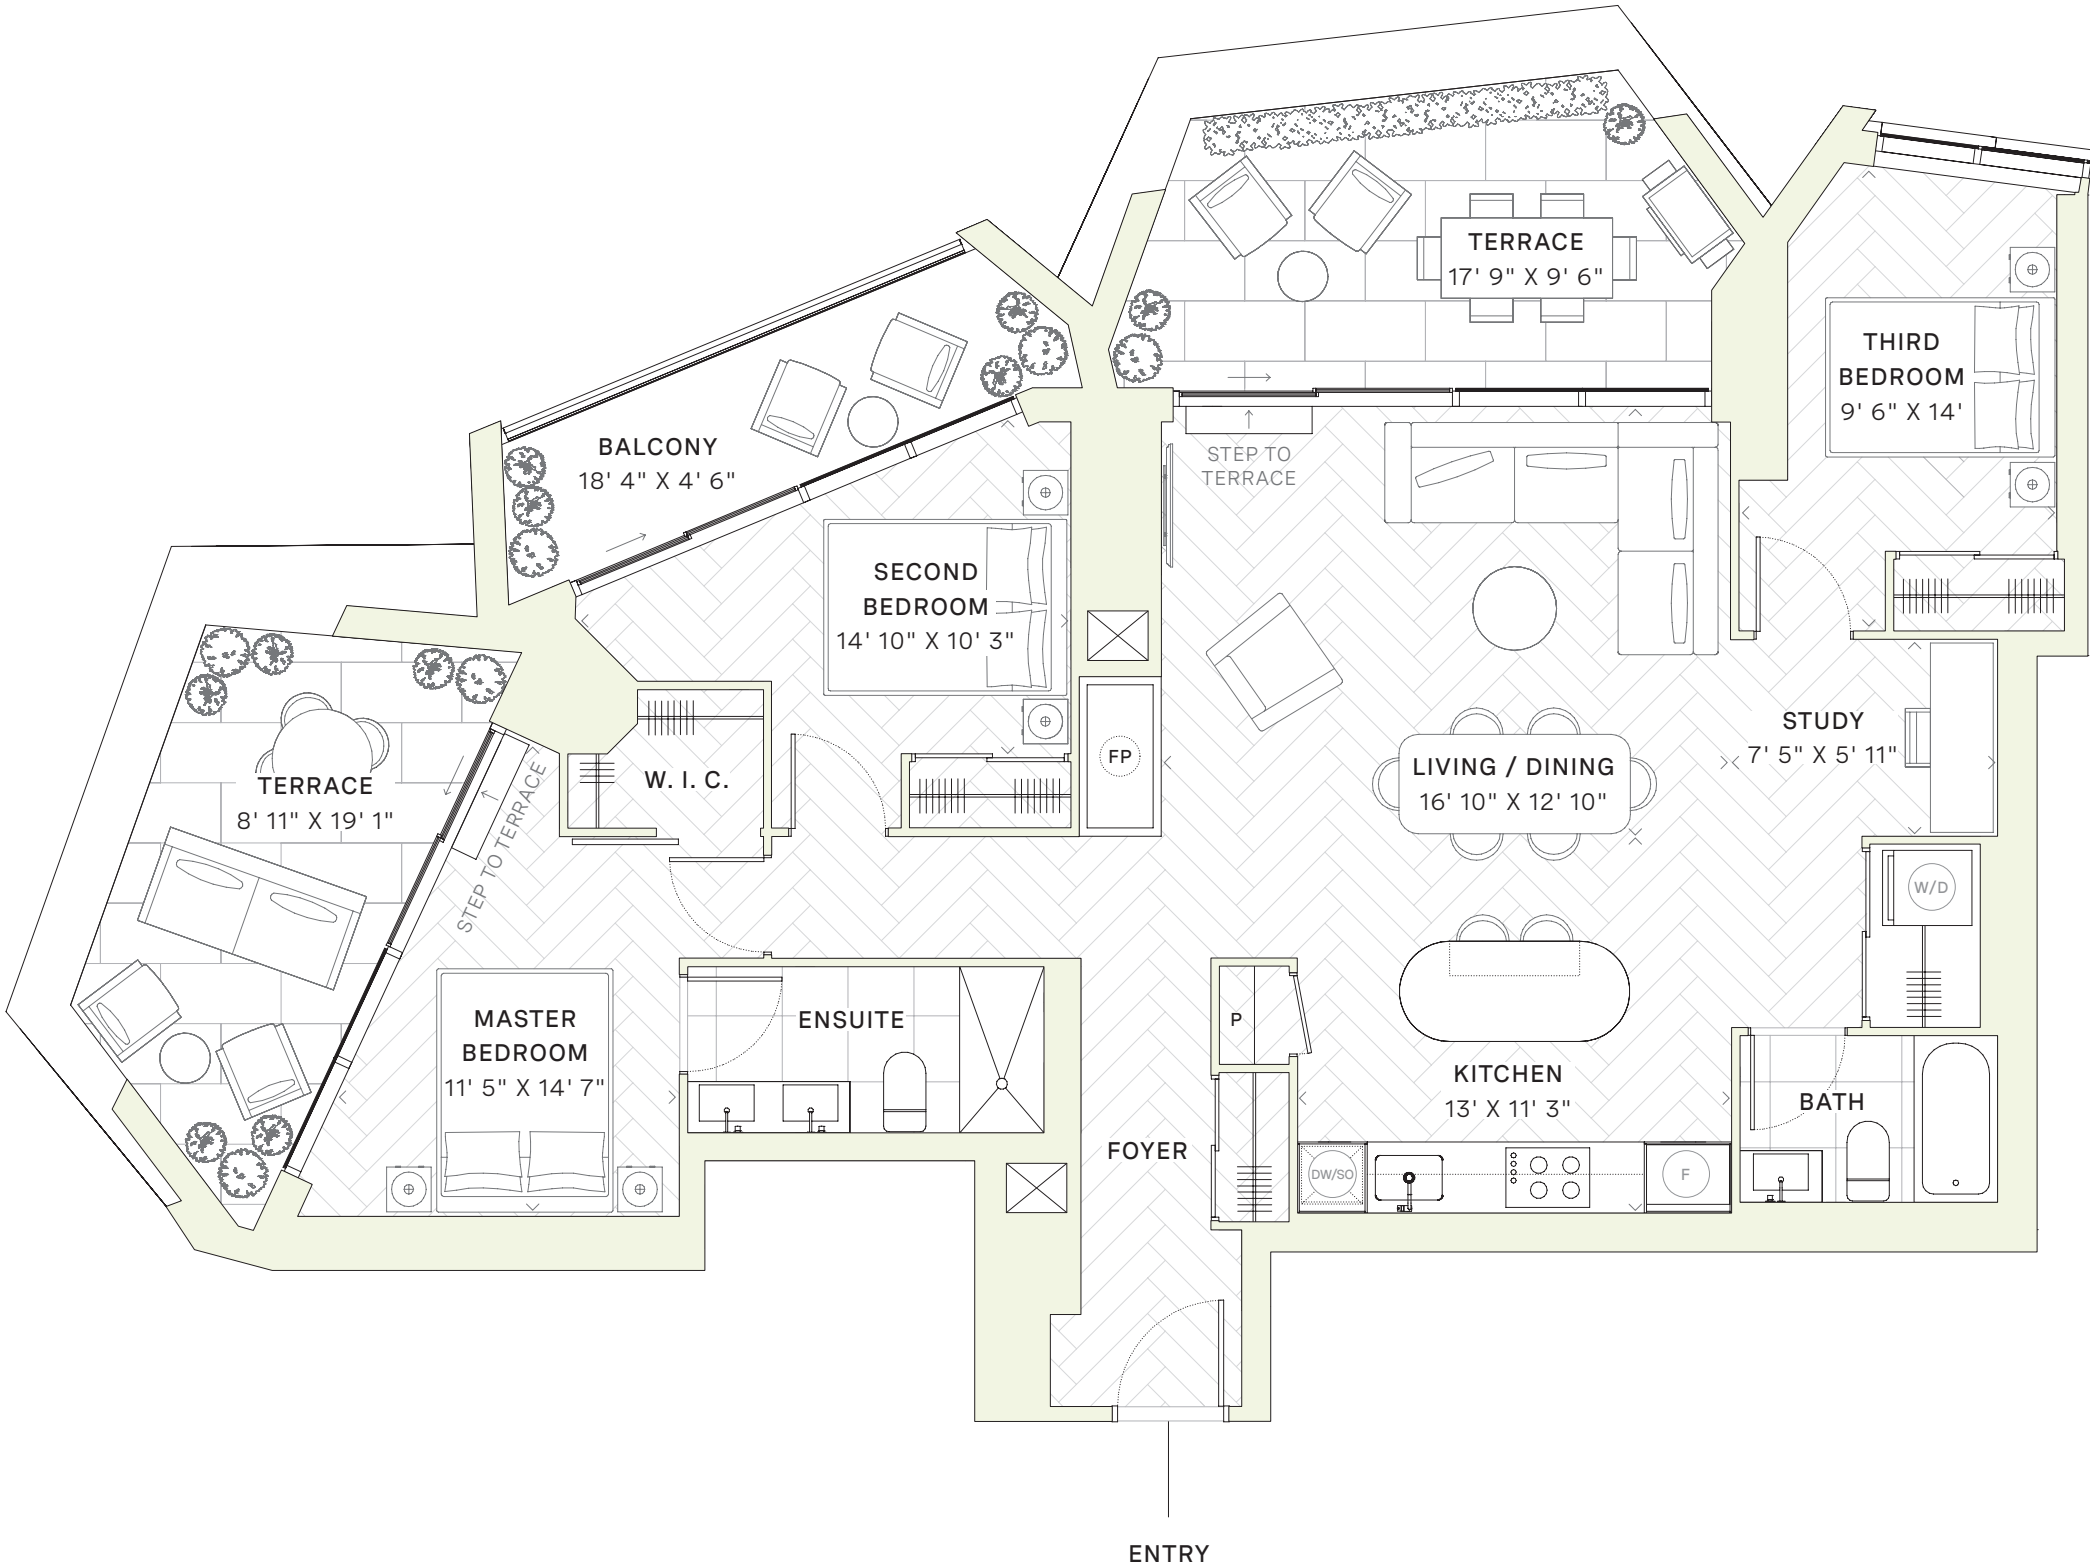 TERRACE
17' 9" X 9' 6"
THIRD
BEDROOM
9' 6" X 14'
BALCONY
18' 4" X 4' 6"
STEP TO
TERRACE
SECOND
BEDROOM
14' 10" X 10' 3"
STUDY
7' 5" X 5' 11"
FP
LIVING / DINING
16' 10" X 12' 10"
W. I. C.
TERRACE
8' 11" X 19' 1"
STEP TO TERRACE
W/D
MASTER
BEDROOM
11' 5" X 14' 7"
ENSUITE
P
KITCHEN
13' X 11' 3"
BATH
FOYER
DW/SO
F
ENTRY